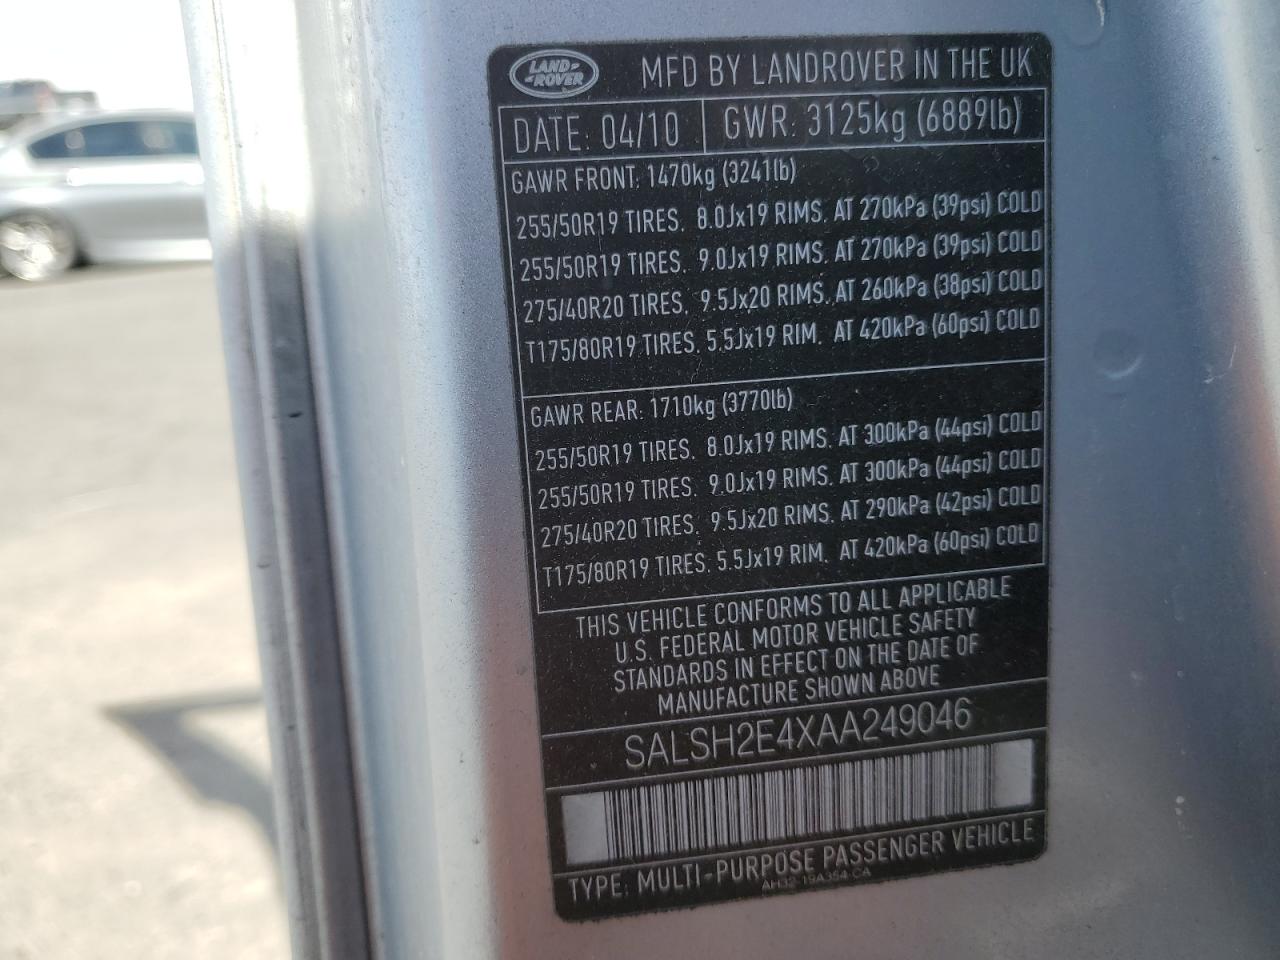 LAND-
-ROVER
MFD BY LANDROVER IN THE UK
DATE: 04/10 GWR: 3125kg (6889lb)
GAWR FRONT: 1470kg (3241lb)
255/50R19 TIRES. 8.0Jx19 RIMS. AT 270kPa (39psi) COLD
255/50R19 TIRES. 9.0Jx19 RIMS. AT 270kPa (39psi) COLD
275/40R20 TIRES. 9.5Jx20 RIMS. AT 260kPa (38psi) COLD
T175/80R19 TIRES. 5.5Jx19 RIM. AT 420kPa (60psi) COLD
GAWR REAR: 1710kg (3770lb)
255/50R19 TIRES. 8.0Jx19 RIMS. AT 300kPa (44psi) COLD
255/50R19 TIRES. 9.0Jx19 RIMS. AT 300kPa (44psi) COLD
275/40R20 TIRES. 9.5Jx20 RIMS. AT 290kPa (42psi) COLD
T175/80R19 TIRES. 5.5Jx19 RIM. AT 420kPa (60psi) COLD
THIS VEHICLE CONFORMS TO ALL APPLICABLE
U.S. FEDERAL MOTOR VEHICLE SAFETY
STANDARDS IN EFFECT ON THE DATE OF
MANUFACTURE SHOWN ABOVE
SALSH2E4XAA249046
TYPE: MULTI-PURPOSE PASSENGER VEHICLE
AH32-19A354-CA